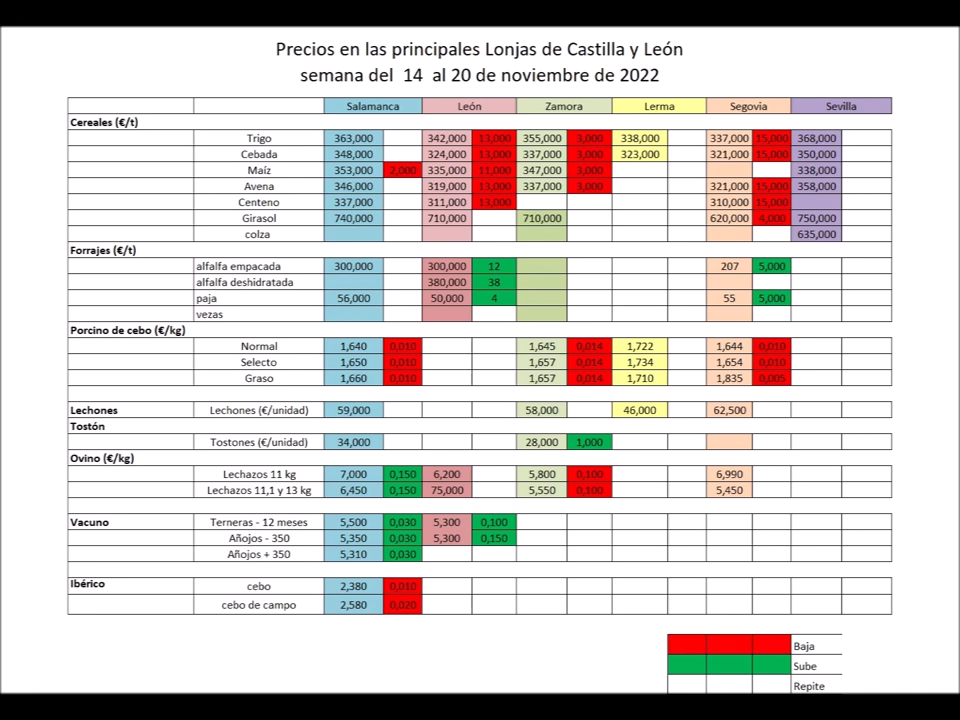 Precios en las principales Lonjas de Castilla y León
semana del 14 al 20 de noviembre de 2022
Salamanca León Zamora Lerma Segovia Sevilla
Cereales (€/t)
Trigo 363,000 342,000 13,000 355,000 3,000 338,000 337,000 15,000 368,000
Cebada 348,000 324,000 13,000 337,000 3,000 323,000 321,000 15,000 350,000
Maíz 353,000 2,000 335,000 11,000 347,000 3,000 338,000
Avena 346,000 319,000 13,000 337,000 3,000 321,000 15,000 358,000
Centeno 337,000 311,000 13,000 310,000 15,000
Girasol 740,000 710,000 710,000 620,000 4,000 750,000
colza 635,000
Forrajes (€/t)
alfalfa empacada 300,000 300,000 12 207 5,000
alfalfa deshidratada 380,000 38
paja 56,000 50,000 4 55 5,000
vezas
Porcino de cebo (€/kg)
Normal 1,640 0,010 1,645 0,014 1,722 1,644 0,010
Selecto 1,650 0,010 1,657 0,014 1,734 1,654 0,010
Graso 1,660 0,010 1,657 0,014 1,710 1,835 0,005
Lechones Lechones (€/unidad) 59,000 58,000 46,000 62,500
Tostón
Tostones (€/unidad) 34,000 28,000 1,000
Ovino (€/kg)
Lechazos 11 kg 7,000 0,150 6,200 5,800 0,100 6,990
Lechazos 11,1 y 13 kg 6,450 0,150 75,000 5,550 0,100 5,450
Vacuno Terneras - 12 meses 5,500 0,030 5,300 0,100
Añojos - 350 5,350 0,030 5,300 0,150
Añojos + 350 5,310 0,030
Ibérico cebo 2,380 0,010
cebo de campo 2,580 0,020
Baja
Sube
Repite